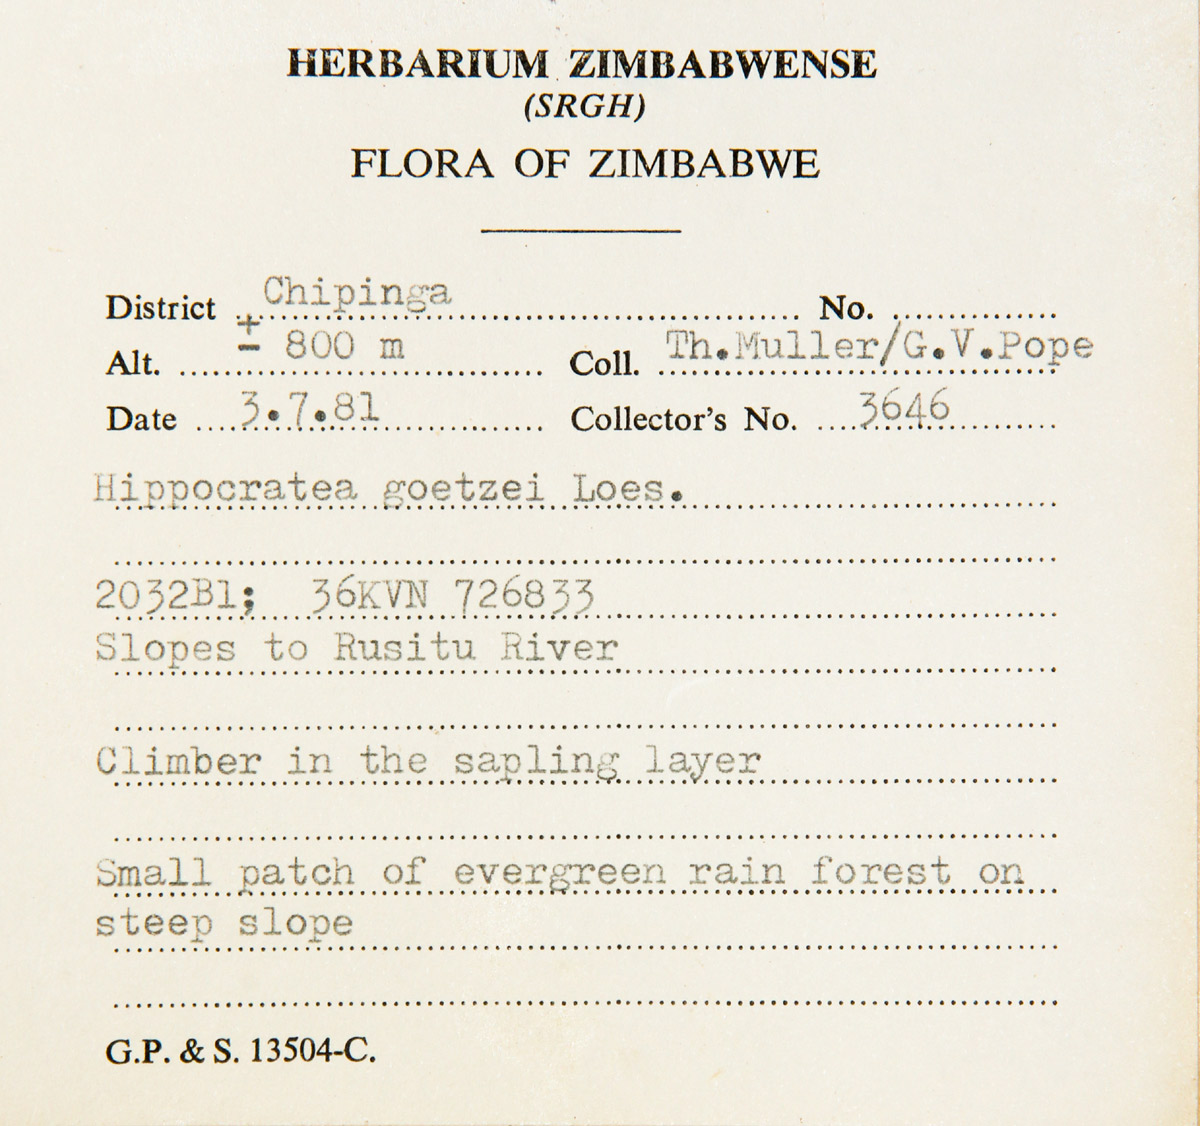 HERBARIUM ZIMBABWENSE
(SRGH)
FLORA OF ZIMBABWE
District Chipinga No.
Alt. ± 800 m Coll. Th.Muller/G.V.Pope
Date 3.7.81 Collector's No. 3646
Hippocratea goetzei Loes.
2032B1; 36KVN 726833
Slopes to Rusitu River
Climber in the sapling layer
Small patch of evergreen rain forest on
steep slope
G.P. & S. 13504-C.